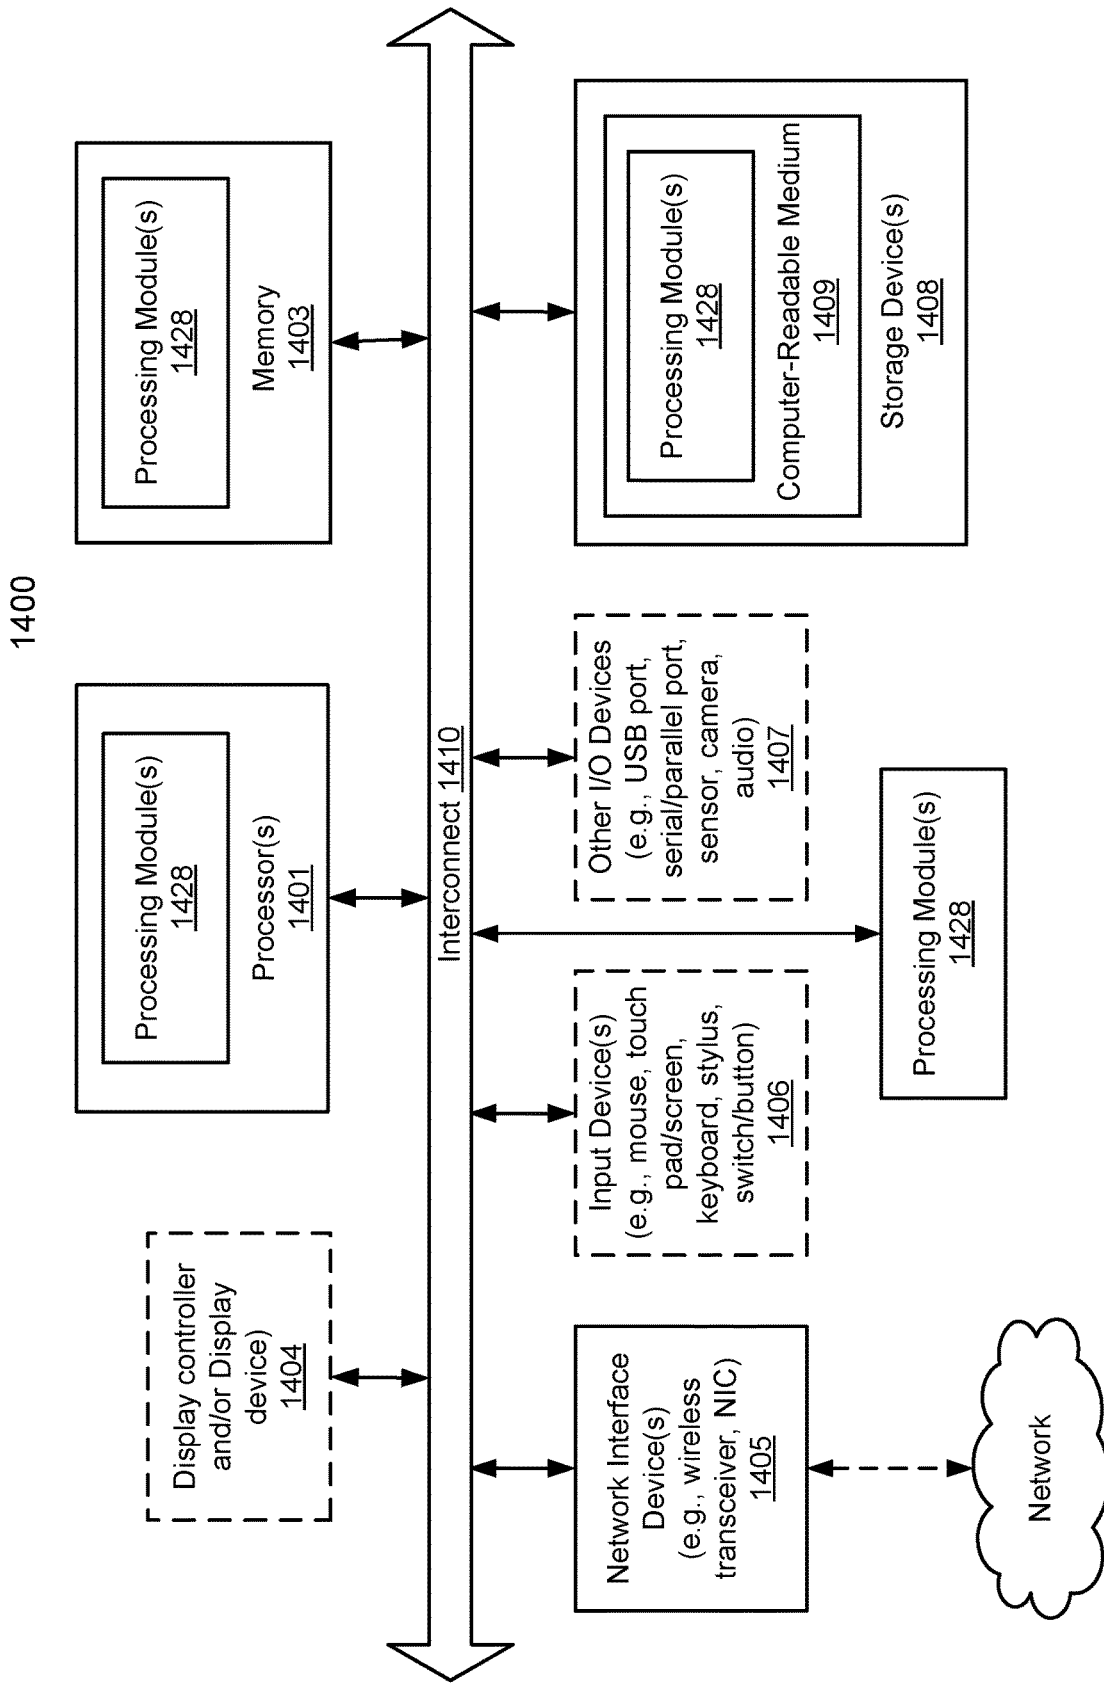 1400
Display controller
and/or Display
device)
1404
Processing Module(s)
1428
Processor(s)
1401
Processing Module(s)
1428
Memory
1403
Interconnect 1410
Network Interface
Device(s)
(e.g., wireless
transceiver, NIC)
1405
Input Device(s)
(e.g., mouse, touch
pad/screen,
keyboard, stylus,
switch/button)
1406
Other I/O Devices
(e.g., USB port,
serial/parallel port,
sensor, camera,
audio)
1407
Processing Module(s)
1428
Computer-Readable Medium
1409
Storage Device(s)
1408
Processing Module(s)
1428
Network